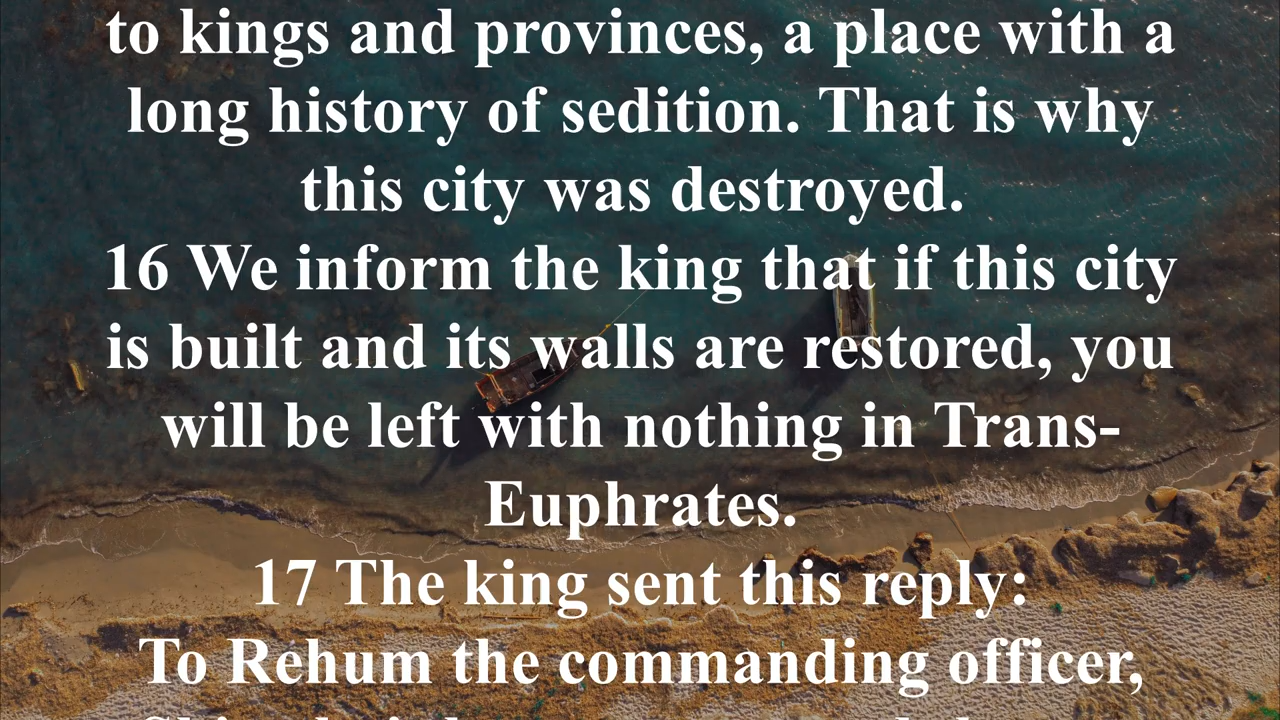 to kings and provinces, a place with a
long history of sedition. That is why
this city was destroyed.
16 We inform the king that if this city
is built and its walls are restored, you
will be left with nothing in Trans-
Euphrates.
17 The king sent this reply:
To Rehum the commanding officer,